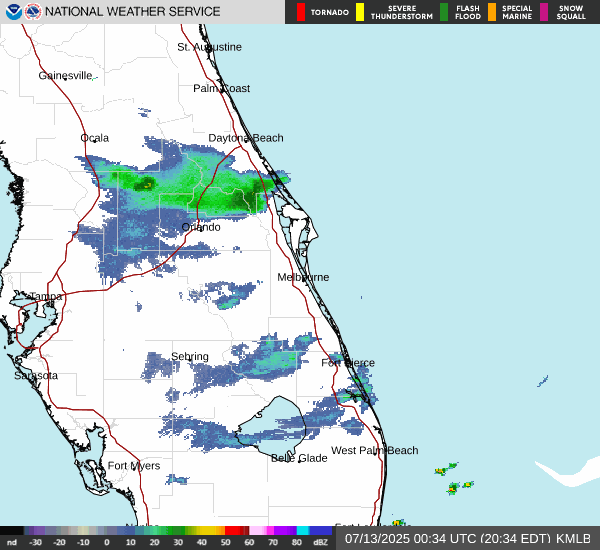 NATIONAL WEATHER SERVICE
TORNADO
SEVERE THUNDERSTORM
FLASH FLOOD
SPECIAL MARINE
SNOW SQUALL
St. Augustine
Gainesville
Palm Coast
Ocala
Daytona Beach
Orlando
Melbourne
Tampa
Sebring
Fort Pierce
Sarasota
West Palm Beach
Belle Glade
Fort Myers
nd -30 -20 -10 0 10 20 30 40 50 60 70 80 dBZ
07/13/2025 00:34 UTC (20:34 EDT) KMLB